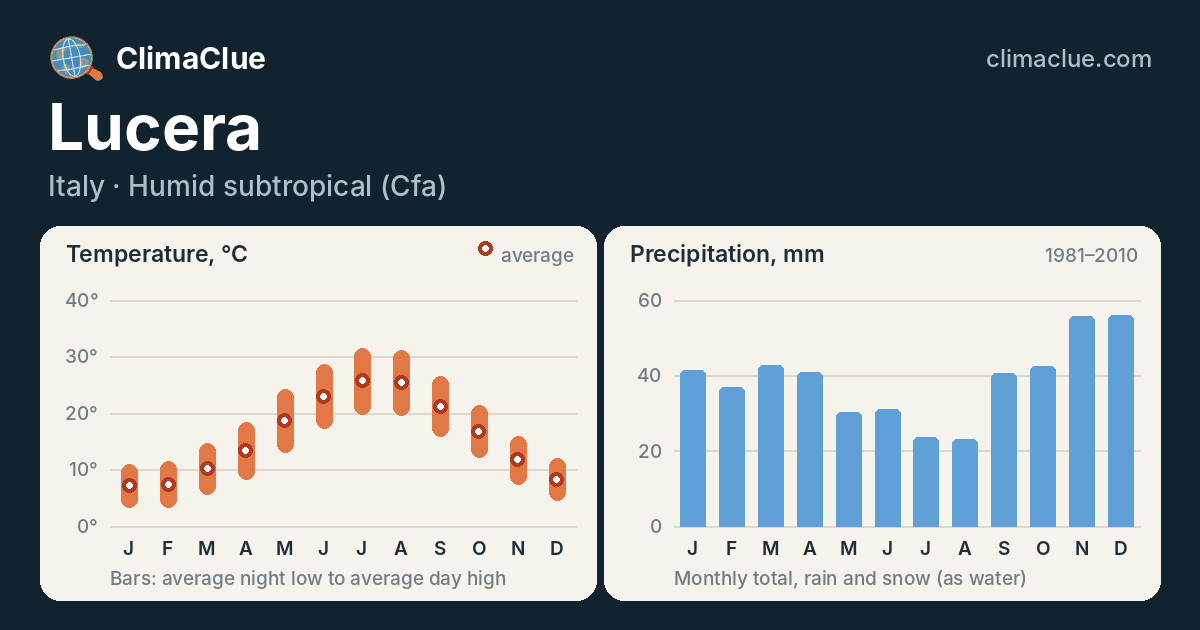 ClimaClue
climaclue.com
Lucera
Italy · Humid subtropical (Cfa)
Temperature, °C
average
40°
30°
20°
10°
0°
J F M A M J J A S O N D
Bars: average night low to average day high
Precipitation, mm
1981–2010
60
40
20
0
J F M A M J J A S O N D
Monthly total, rain and snow (as water)